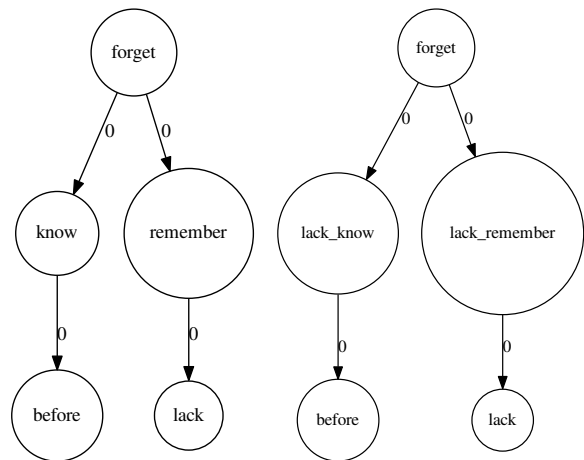 forget
forget
0
0
0
0
know
remember
lack_know
lack_remember
0
0
0
0
before
lack
before
lack